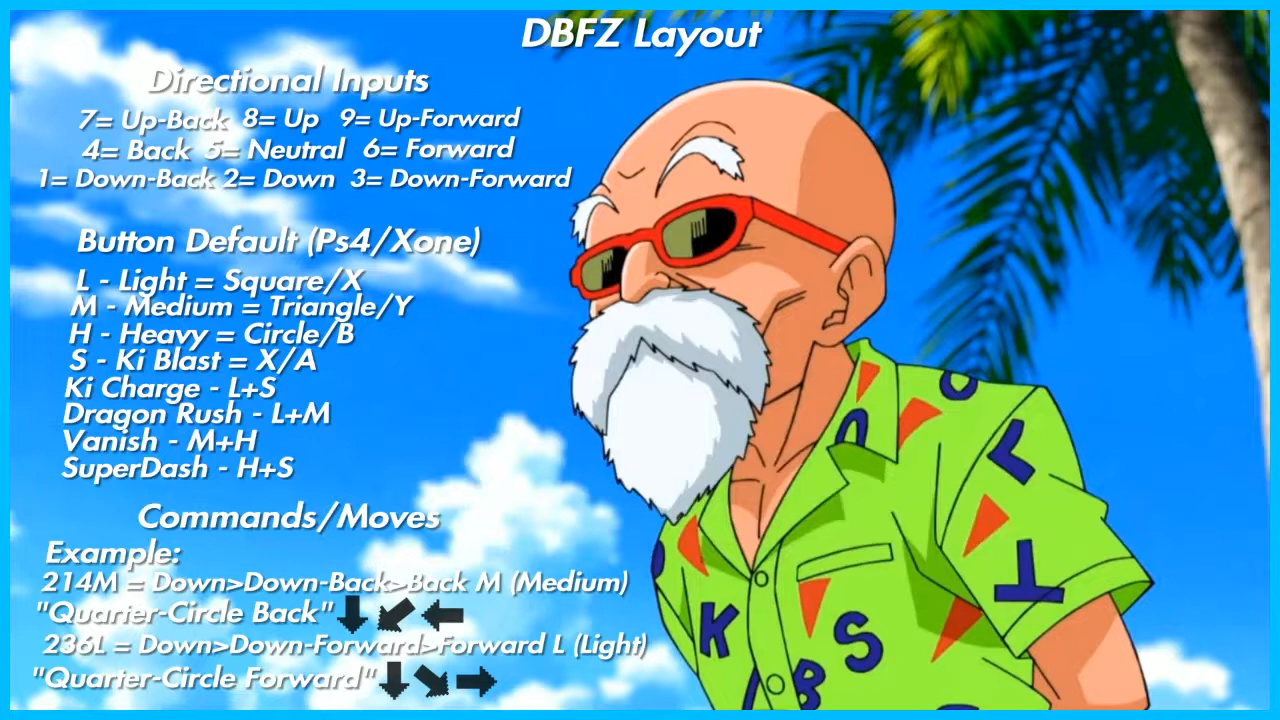 DBFZ Layout
Directional Inputs
7= Up-Back 8= Up 9= Up-Forward
4= Back 5= Neutral 6= Forward
1= Down-Back 2= Down 3= Down-Forward
Button Default (Ps4/Xone)
L - Light = Square/X
M - Medium = Triangle/Y
H - Heavy = Circle/B
S - Ki Blast = X/A
Ki Charge - L+S
Dragon Rush - L+M
Vanish - M+H
SuperDash - H+S
Commands/Moves
Example:
214M = Down>Down-Back>Back M (Medium)
"Quarter-Circle Back"
236L = Down>Down-Forward>Forward L (Light)
"Quarter-Circle Forward"